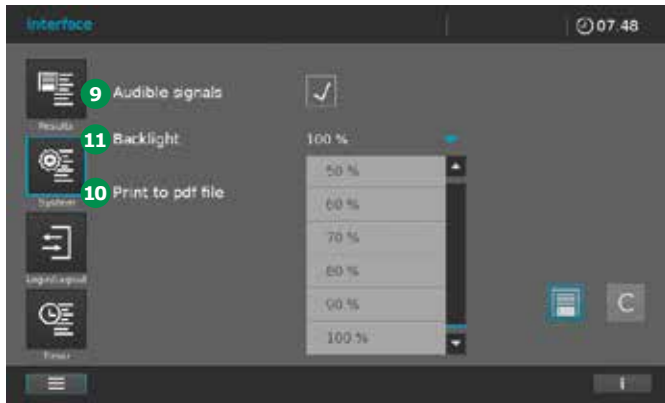 Interface
07.48
9 Audible signals
Results
11 Backlight 100 %
50 %
System
10 Print to pdf file
60 %
70 %
Login/Logout
80 %
90 %
C
100 %
Timer
i